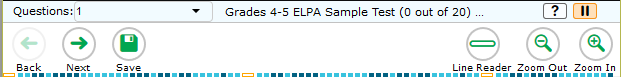 Questions: 1 Grades 4-5 ELPA Sample Test (0 out of 20) ... ?
Back Next Save Line Reader Zoom Out Zoom In